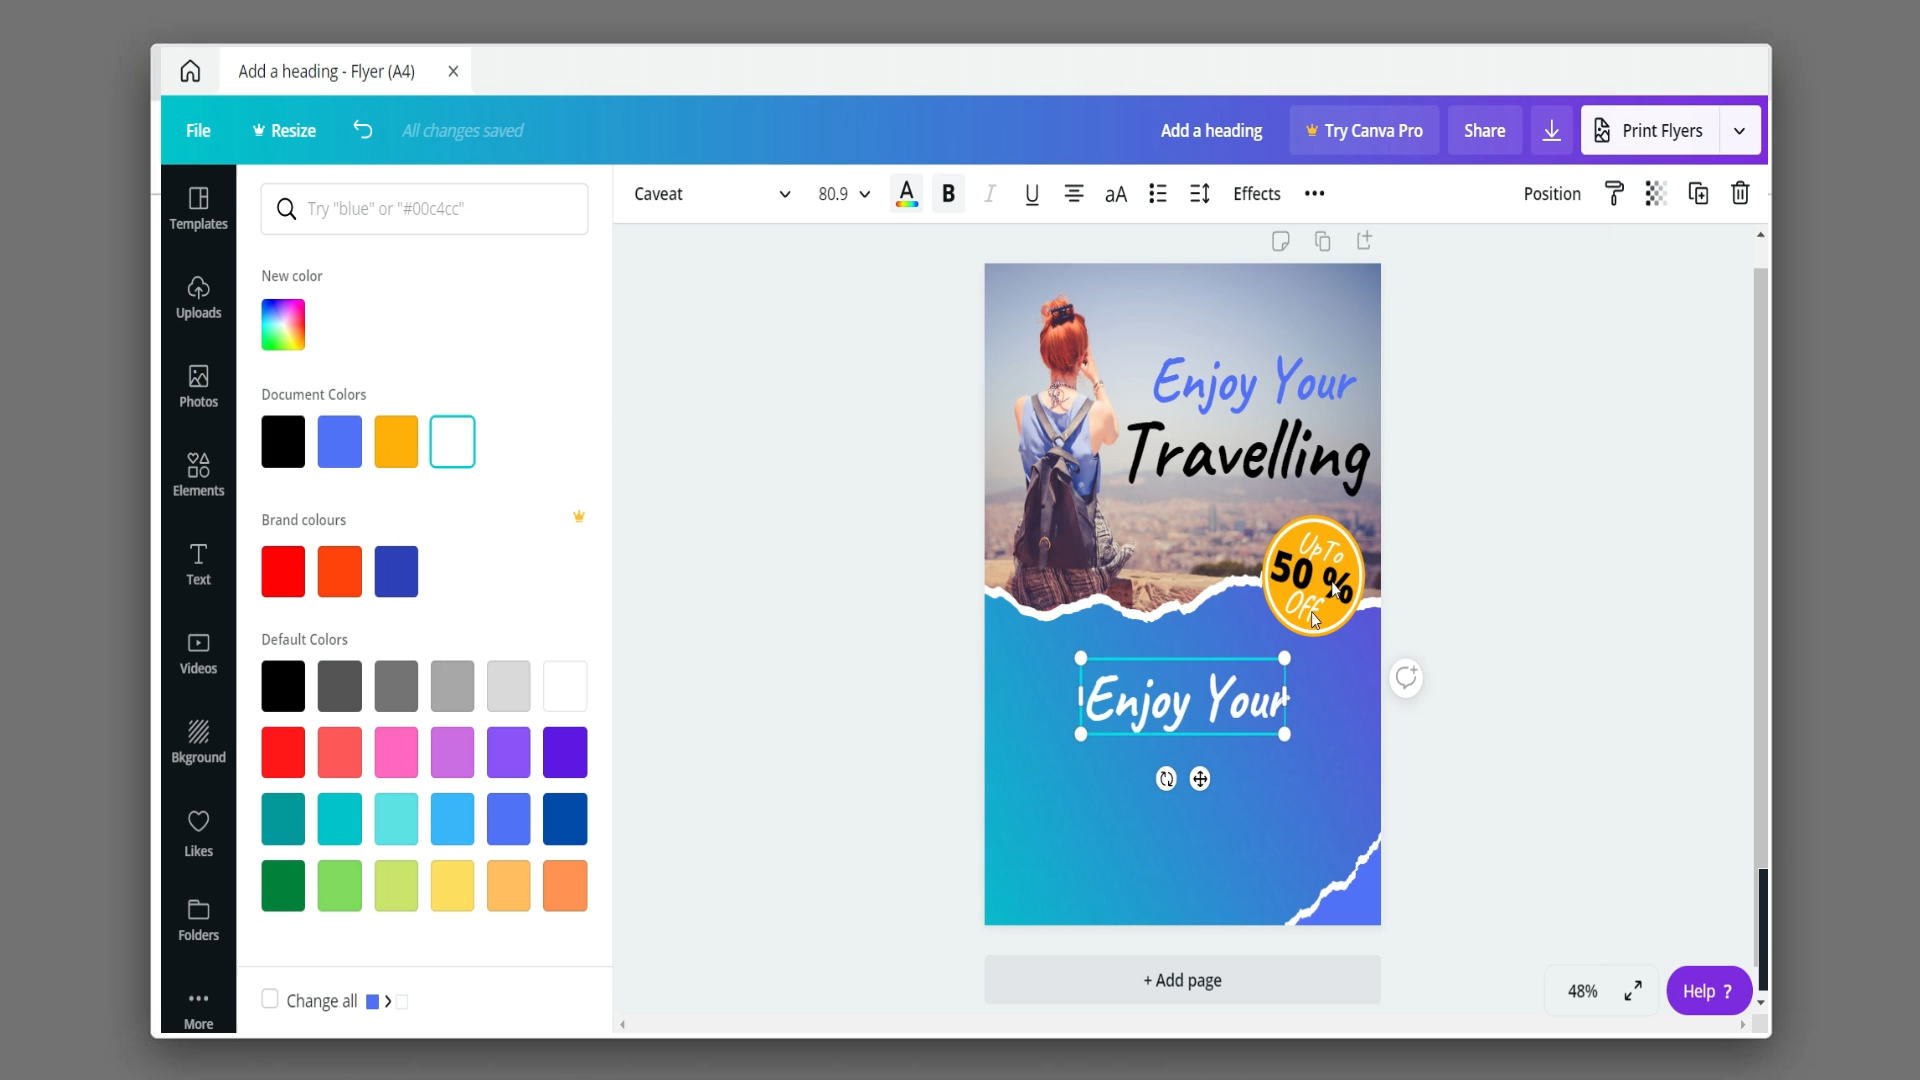 Add a heading - Flyer (A4)
File Resize All changes saved Add a heading Try Canva Pro Share Print Flyers
Caveat 80.9 A B I U aA Effects Position
Templates
Uploads
Photos
Elements
Text
Videos
Bkground
Likes
Folders
More
Try "blue" or "#00c4cc"
New color
Document Colors
Brand colours
Default Colors
Change all
Enjoy Your
Travelling
UpTo
50 %
Off
Enjoy Your
+ Add page
48%
Help ?